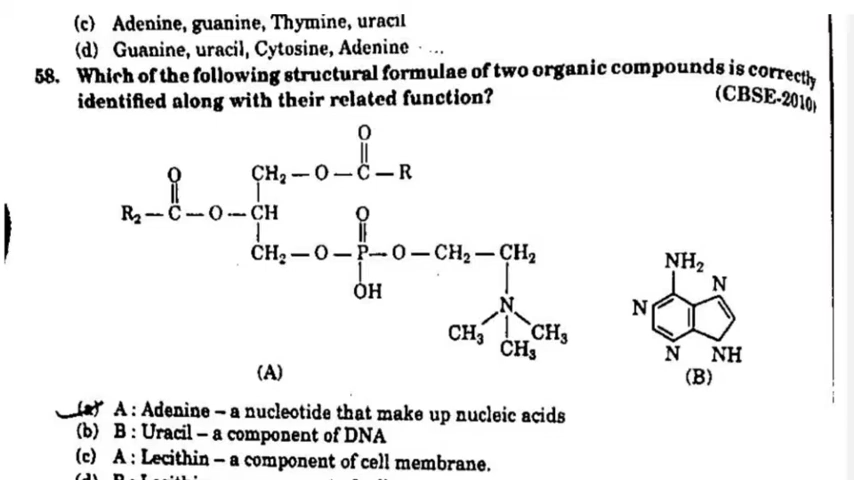 (c) Adenine, guanine, Thymine, uracil
(d) Guanine, uracil, Cytosine, Adenine
58. Which of the following structural formulae of two organic compounds is correctly
identified along with their related function? (CBSE-2010)
O
O CH₂—O—C—R
R₂—C—O—CH O
CH₂—O—P—O—CH₂—CH₂
OH
N
CH₃ CH₃
CH₃
(A)
NH₂
N
N
N NH
(B)
(a) A : Adenine – a nucleotide that make up nucleic acids
(b) B : Uracil – a component of DNA
(c) A : Lecithin – a component of cell membrane.